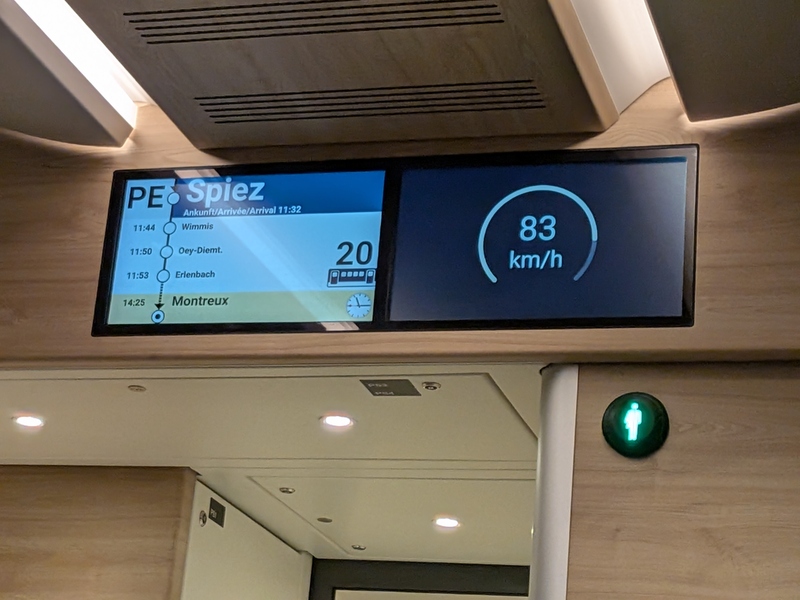 PE Spiez
Ankunft/Arrivée/Arrival 11:32
11:44 Wimmis
11:50 Oey-Diemt.
11:53 Erlenbach
20
14:25 Montreux
83
km/h